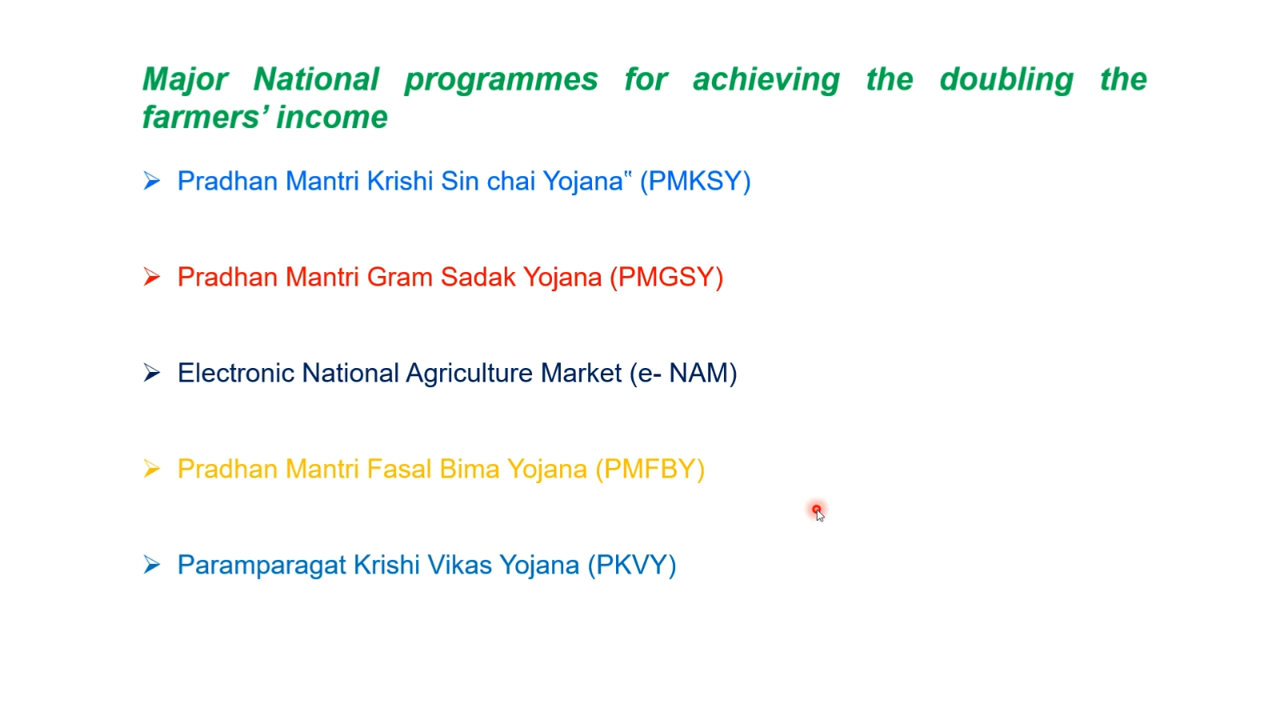 Major National programmes for achieving the doubling the
farmers’ income
➢ Pradhan Mantri Krishi Sin chai Yojana‟ (PMKSY)
➢ Pradhan Mantri Gram Sadak Yojana (PMGSY)
➢ Electronic National Agriculture Market (e- NAM)
➢ Pradhan Mantri Fasal Bima Yojana (PMFBY)
➢ Paramparagat Krishi Vikas Yojana (PKVY)